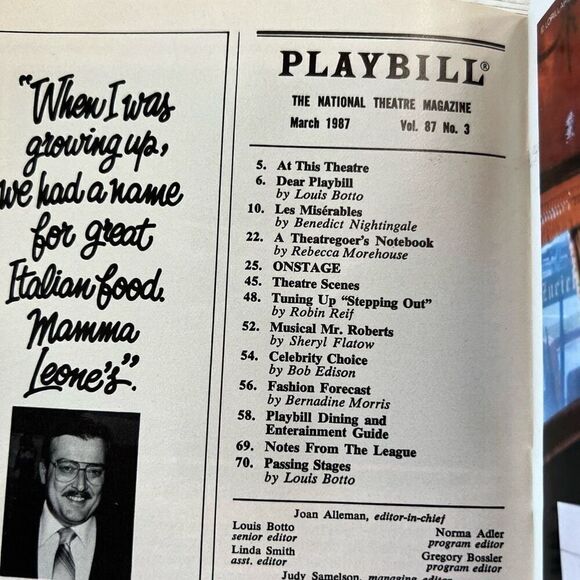 "When I was
growing up,
we had a name
for great
Italian food.
Mamma
Leone's".
PLAYBILL®
THE NATIONAL THEATRE MAGAZINE
March 1987 Vol. 87 No. 3
5. At This Theatre
6. Dear Playbill
by Louis Botto
10. Les Misérables
by Benedict Nightingale
22. A Theatregoer's Notebook
by Rebecca Morehouse
25. ONSTAGE
45. Theatre Scenes
48. Tuning Up "Stepping Out"
by Robin Reif
52. Musical Mr. Roberts
by Sheryl Flatow
54. Celebrity Choice
by Bob Edison
56. Fashion Forecast
by Bernadine Morris
58. Playbill Dining and
Enterainment Guide
69. Notes From The League
70. Passing Stages
by Louis Botto
Joan Alleman, editor-in-chief
Louis Botto
senior editor
Linda Smith
asst. editor
Norma Adler
program editor
Gregory Bossler
program editor
Judy Samelson, managing editor